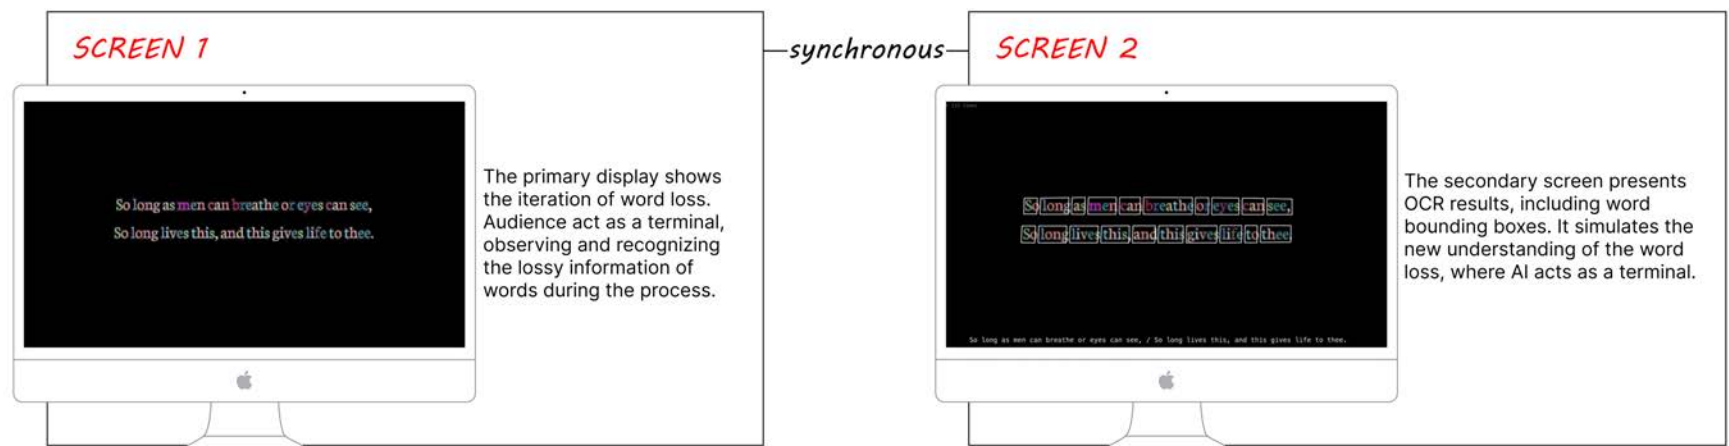 SCREEN 1
So long as men can breathe or eyes can see,
So long lives this, and this gives life to thee.
The primary display shows
the iteration of word loss.
Audience act as a terminal,
observing and recognizing
the lossy information of
words during the process.
synchronous
SCREEN 2
So long as men can breathe or eyes can see,
So long lives this, and this gives life to thee.
So long as men can breathe or eyes can see, / So long lives this, and this gives life to thee.
The secondary screen presents
OCR results, including word
bounding boxes. It simulates the
new understanding of the word
loss, where AI acts as a terminal.